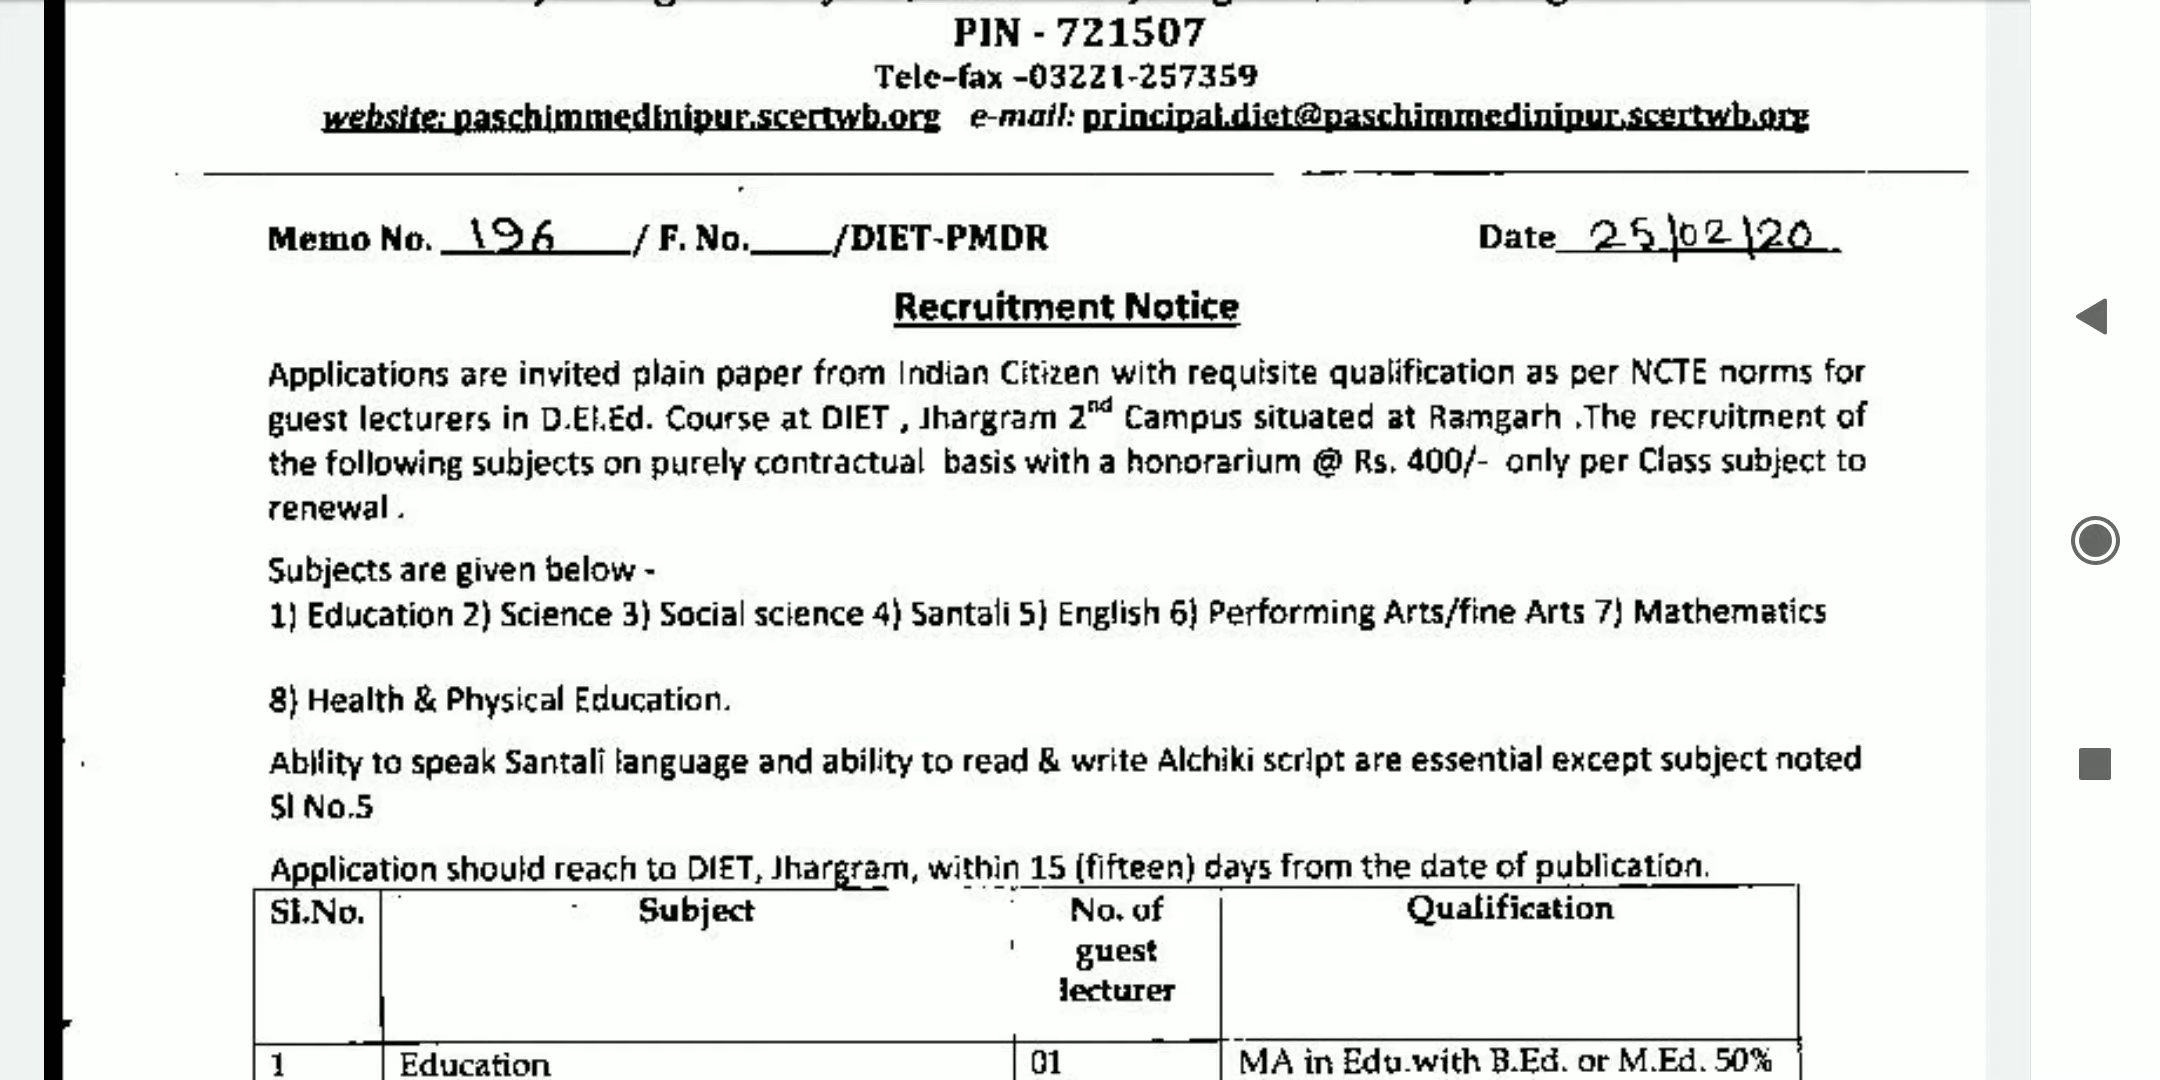 PIN - 721507
Tele-fax -03221-257359
website: paschimmedinipur.scertwb.org e-mail: principal.diet@paschimmedinipur.scertwb.org
Memo No. 196 / F. No.____/DIET-PMDR Date 25/02/20
Recruitment Notice
Applications are invited plain paper from Indian Citizen with requisite qualification as per NCTE norms for
guest lecturers in D.El.Ed. Course at DIET , Jhargram 2nd Campus situated at Ramgarh .The recruitment of
the following subjects on purely contractual basis with a honorarium @ Rs. 400/- only per Class subject to
renewal .
Subjects are given below -
1) Education 2) Science 3) Social science 4) Santali 5) English 6) Performing Arts/fine Arts 7) Mathematics
8) Health & Physical Education.
Ability to speak Santali language and ability to read & write Alchiki script are essential except subject noted
Sl No.5
Application should reach to DIET, Jhargram, within 15 (fifteen) days from the date of publication.
Sl.No. Subject No. of Qualification
guest
lecturer
1 Education 01 MA in Edu.with B.Ed. or M.Ed. 50%